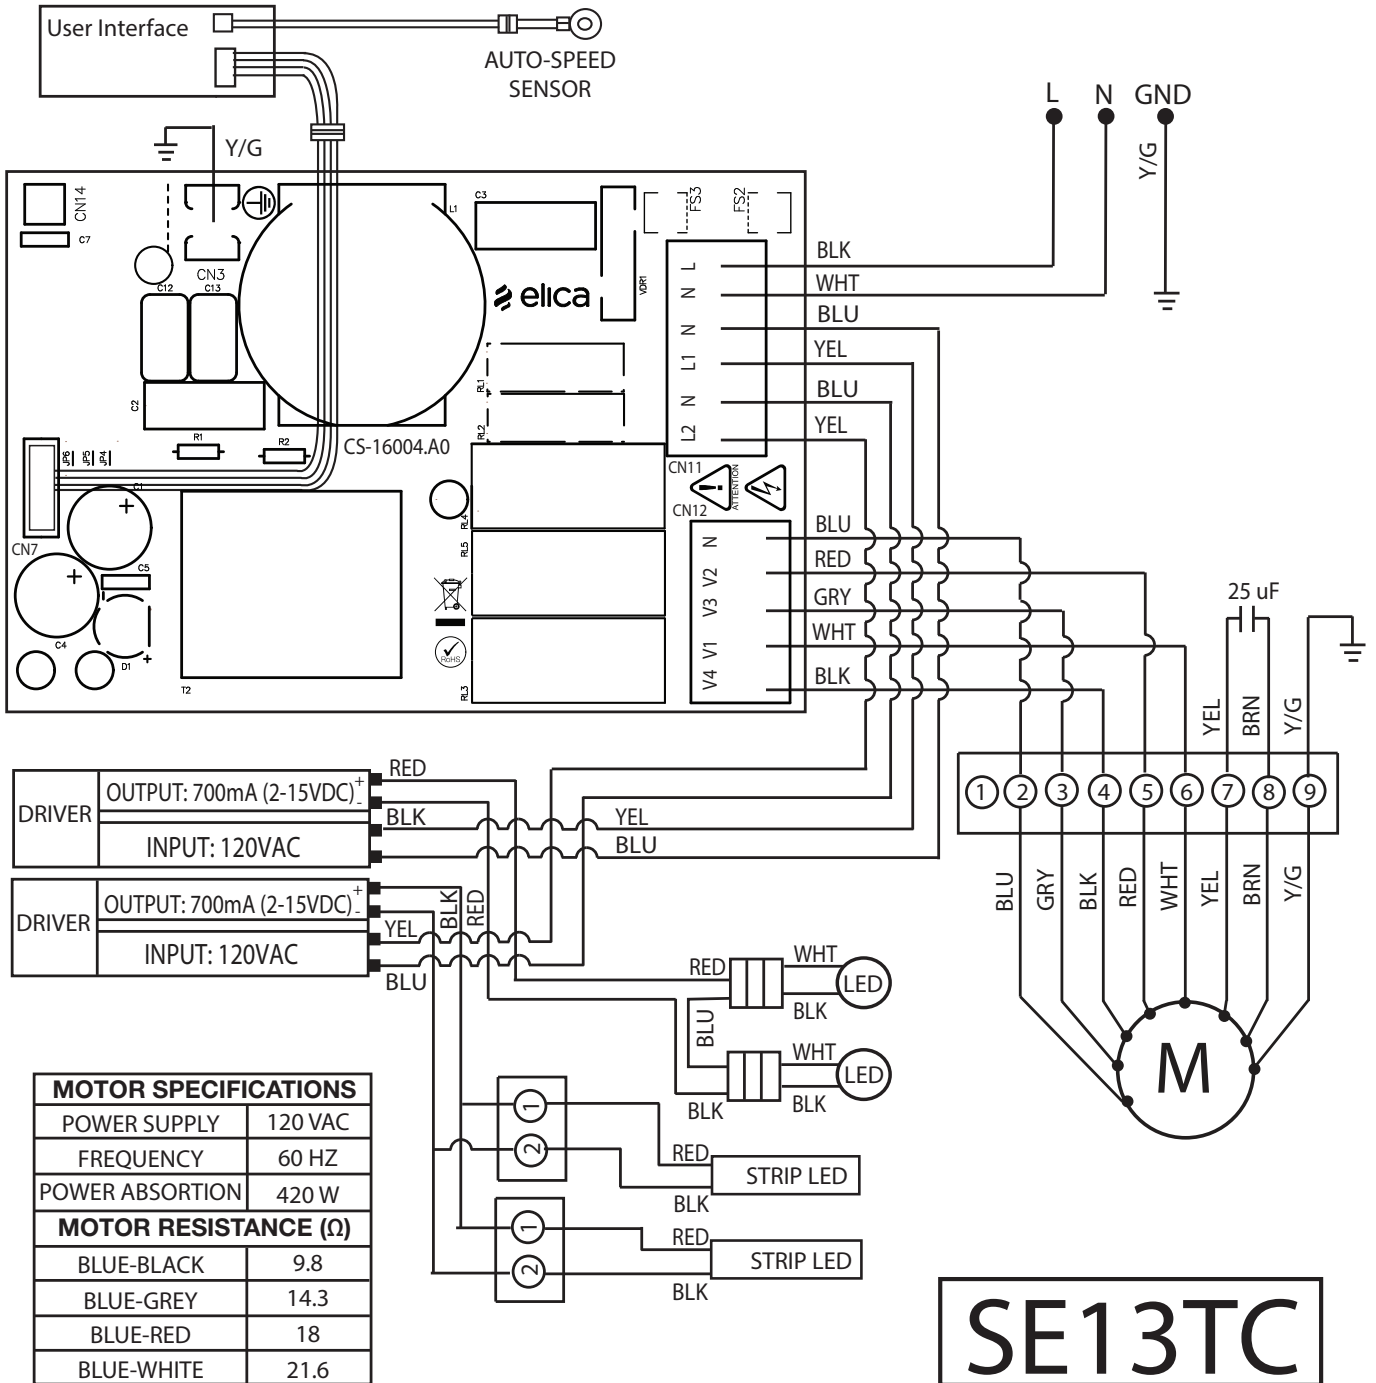 User Interface
AUTO-SPEED
SENSOR
L N GND
Y/G
Y/G
CN14
C7
CN3
C12
C13
L1
C3
VDR1
FS3
FS2
elica
C2
R1
R2
CS-16004.A0
RL1
RL2
L
N
N
L1
N
L2
BLK
WHT
BLU
YEL
BLU
YEL
CN11
CN12
ATTENTION
JP6
JP5
JP4
CN7
C1
+
+
C5
C4
D1
+
T2
RL4
RL5
RL3
RoHS
N
V2
V3
V1
V4
BLU
RED
GRY
WHT
BLK
25 uF
YEL
BRN
Y/G
1 2 3 4 5 6 7 8 9
BLU
GRY
BLK
RED
WHT
YEL
BRN
Y/G
M
DRIVER
OUTPUT: 700mA (2-15VDC)
+
-
INPUT: 120VAC
RED
BLK
YEL
BLU
DRIVER
OUTPUT: 700mA (2-15VDC)
+
-
INPUT: 120VAC
YEL
BLU
BLK
RED
RED
WHT
LED
BLK
BLU
WHT
LED
BLK
BLK
1
2
RED
STRIP LED
BLK
1
2
RED
STRIP LED
BLK
MOTOR SPECIFICATIONS
POWER SUPPLY 120 VAC
FREQUENCY 60 HZ
POWER ABSORTION 420 W
MOTOR RESISTANCE (Ω)
BLUE-BLACK 9.8
BLUE-GREY 14.3
BLUE-RED 18
BLUE-WHITE 21.6
SE13TC